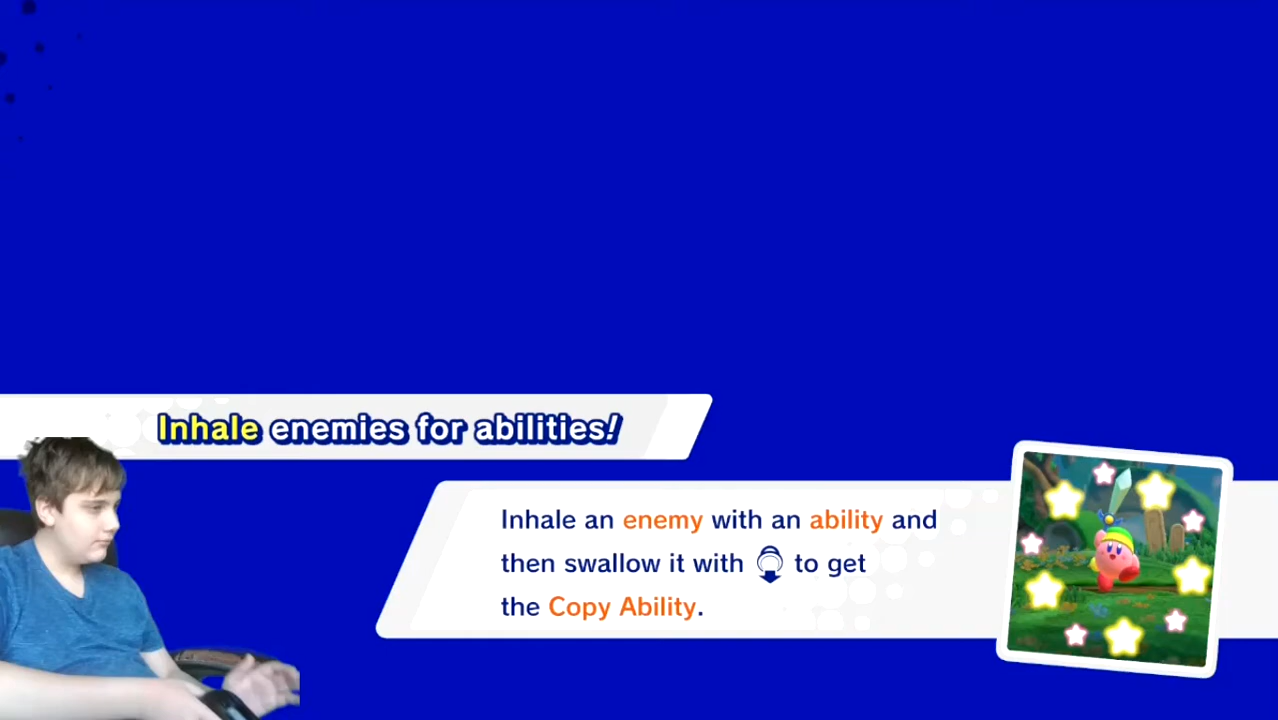 Inhale enemies for abilities!
Inhale an enemy with an ability and
then swallow it with to get
the Copy Ability.